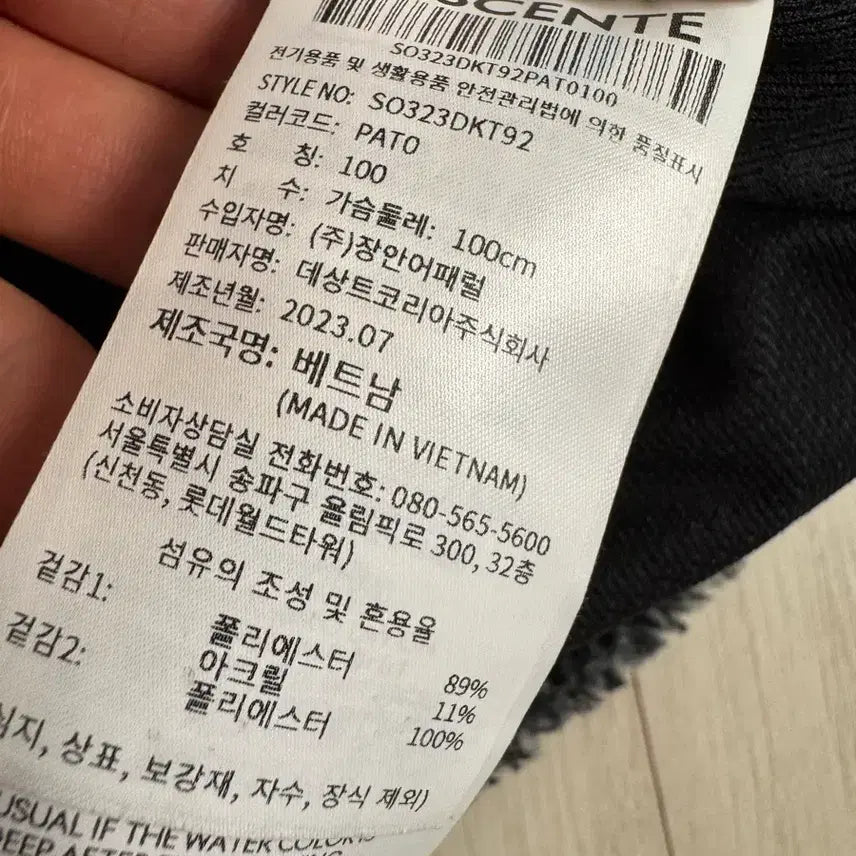 SCENTE
SO323DKT92PAT0100
전기용품 및 생활용품 안전관리법에 의한 품질표시
STYLE NO: SO323DKT92
컬러코드: PAT0
호 칭: 100
치 수: 가슴둘레: 100cm
수입자명: (주)장안어패럴
판매자명: 데상트코리아주식회사
제조년월: 2023.07
제조국명: 베트남
(MADE IN VIETNAM)
소비자상담실 전화번호: 080-565-5600
서울특별시 송파구 올림픽로 300, 32층
(신천동, 롯데월드타워)
섬유의 조성 및 혼용율
겉감1: 폴리에스터 89%
아크릴 11%
겉감2: 폴리에스터 100%
심지, 상표, 보강재, 자수, 장식 제외)
USUAL IF THE WATER COLOR IS
DEEP AFTER